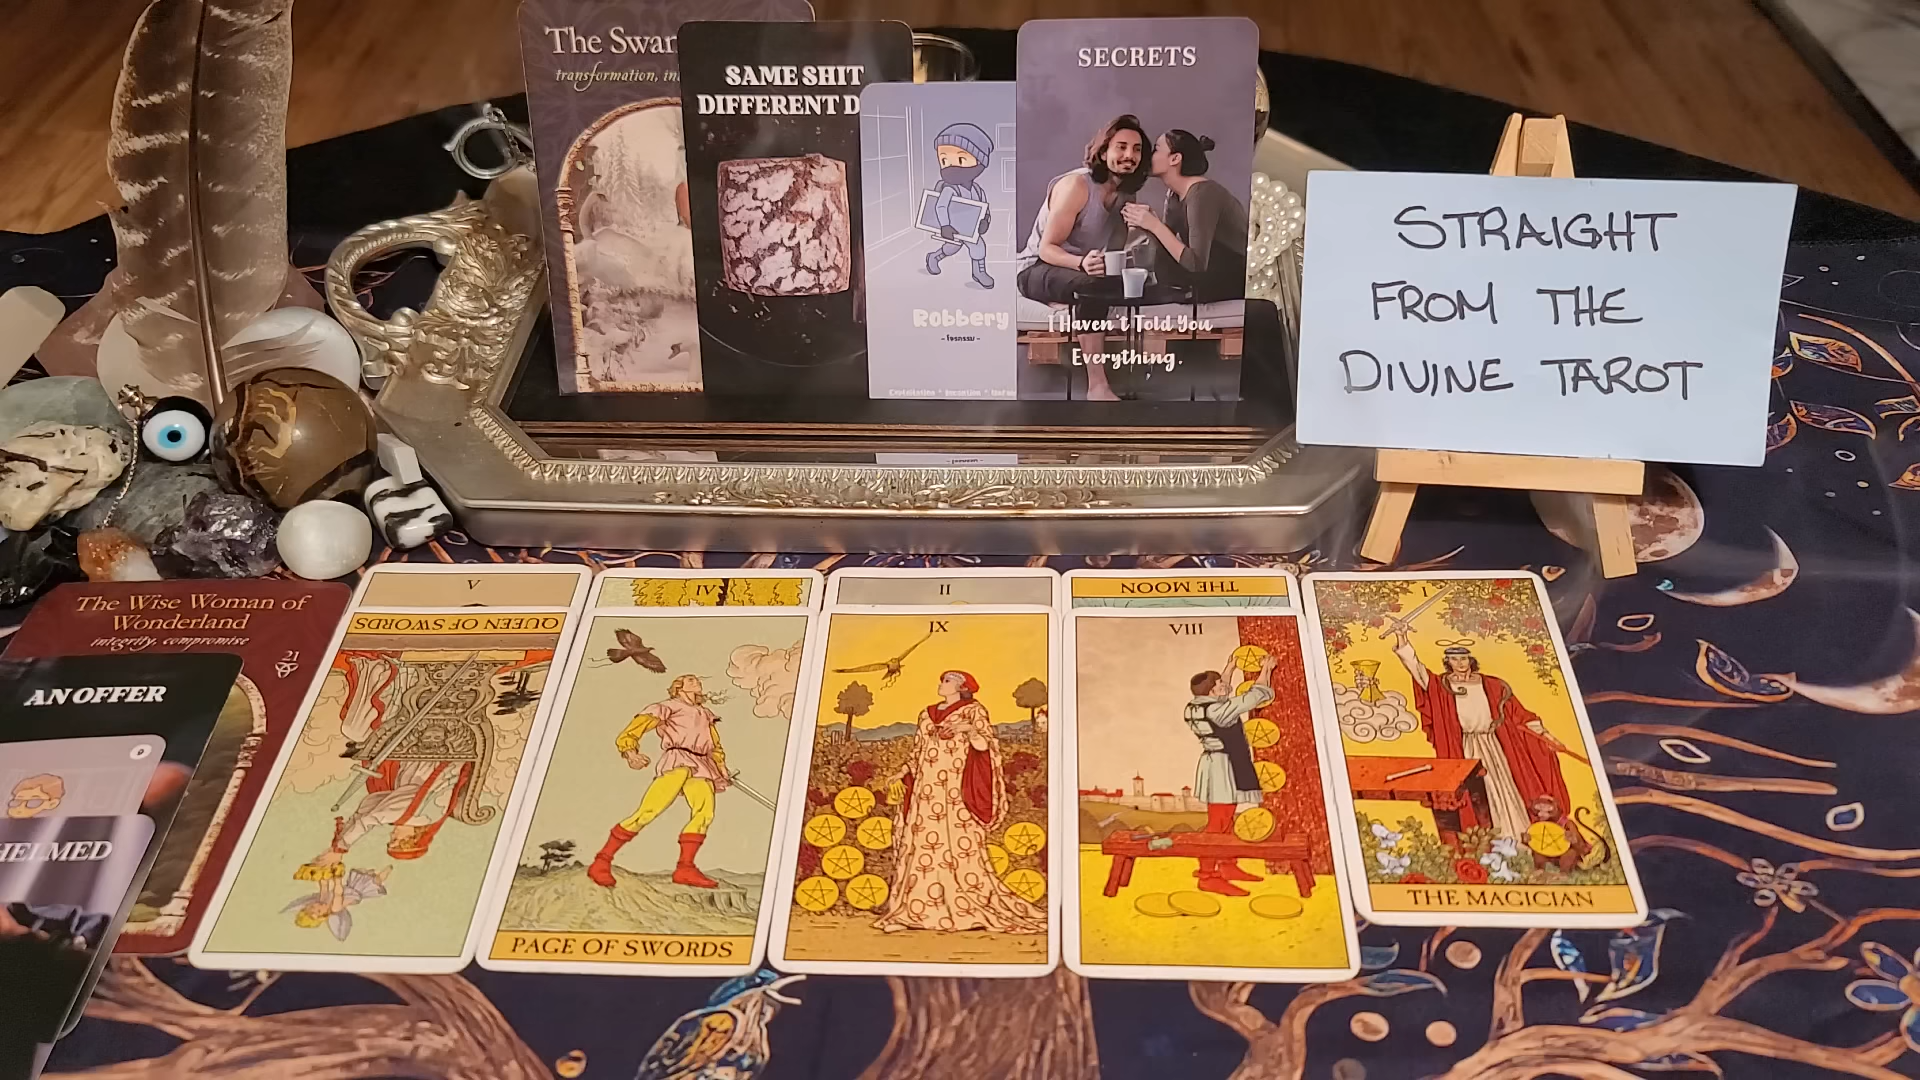 The Swan
transformation, in
SAME SHIT
DIFFERENT D
Robbery
SECRETS
I Haven't Told You
Everything.
STRAIGHT
FROM THE
DIVINE TAROT
The Wise Woman of
Wonderland
integrity, compromise
21
AN OFFER
HELMED
V
QUEEN OF SWORDS
VI
PAGE OF SWORDS
II
IX
THE MOON
VIII
I
THE MAGICIAN